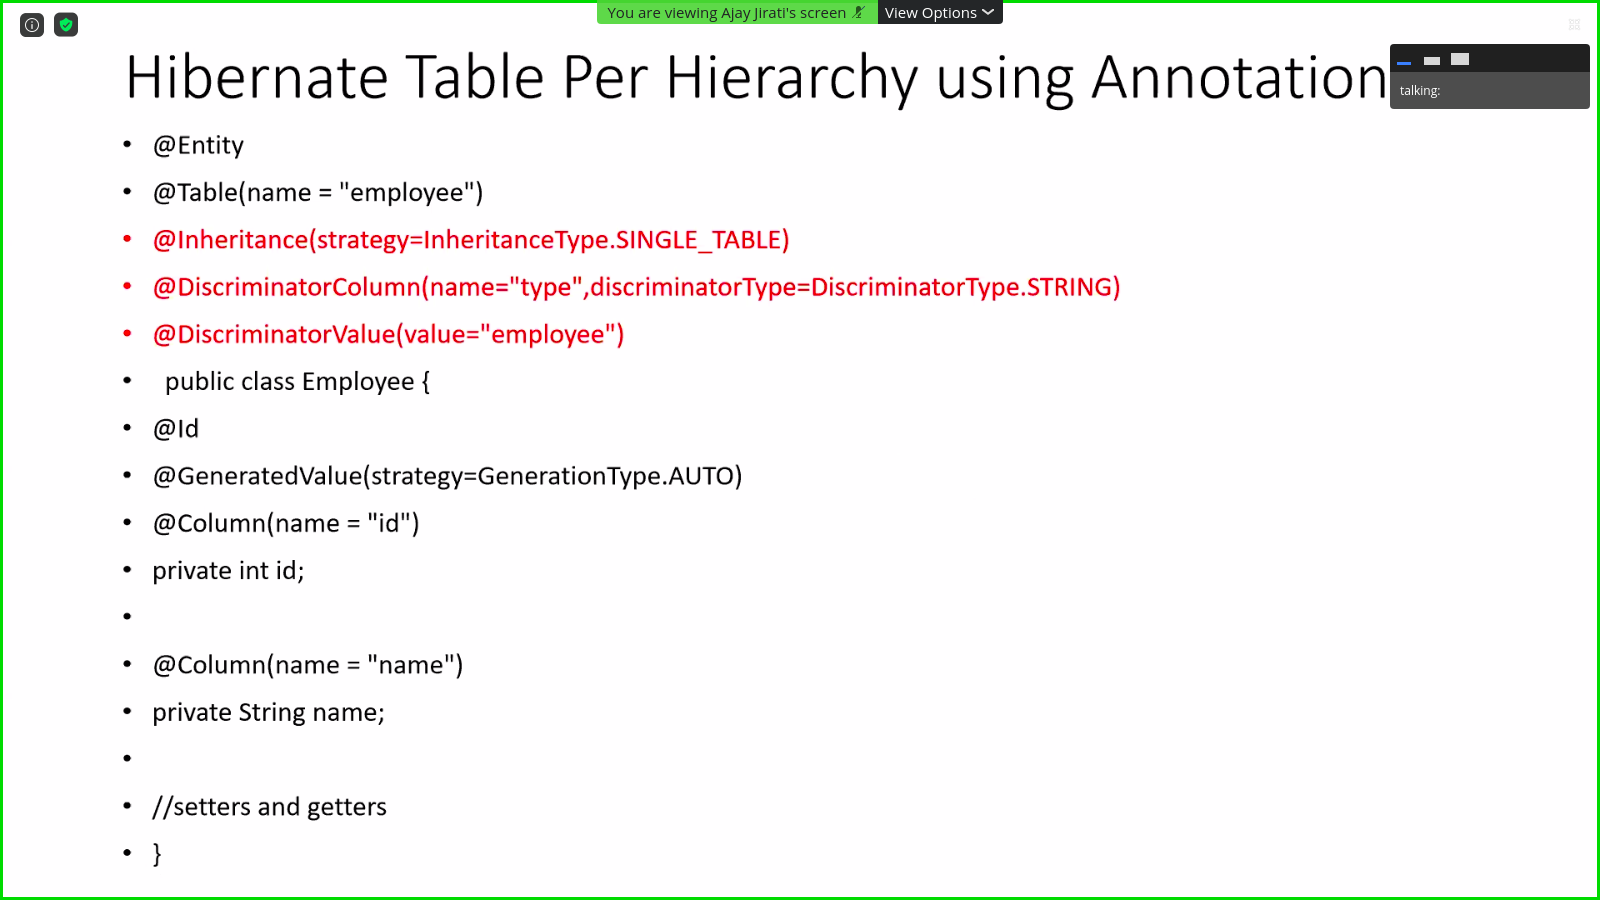 You are viewing Ajay Jirati's screen
View Options
talking:
Hibernate Table Per Hierarchy using Annotation
• @Entity
• @Table(name = "employee")
• @Inheritance(strategy=InheritanceType.SINGLE_TABLE)
• @DiscriminatorColumn(name="type",discriminatorType=DiscriminatorType.STRING)
• @DiscriminatorValue(value="employee")
• public class Employee {
• @Id
• @GeneratedValue(strategy=GenerationType.AUTO)
• @Column(name = "id")
• private int id;
•
• @Column(name = "name")
• private String name;
•
• //setters and getters
• }